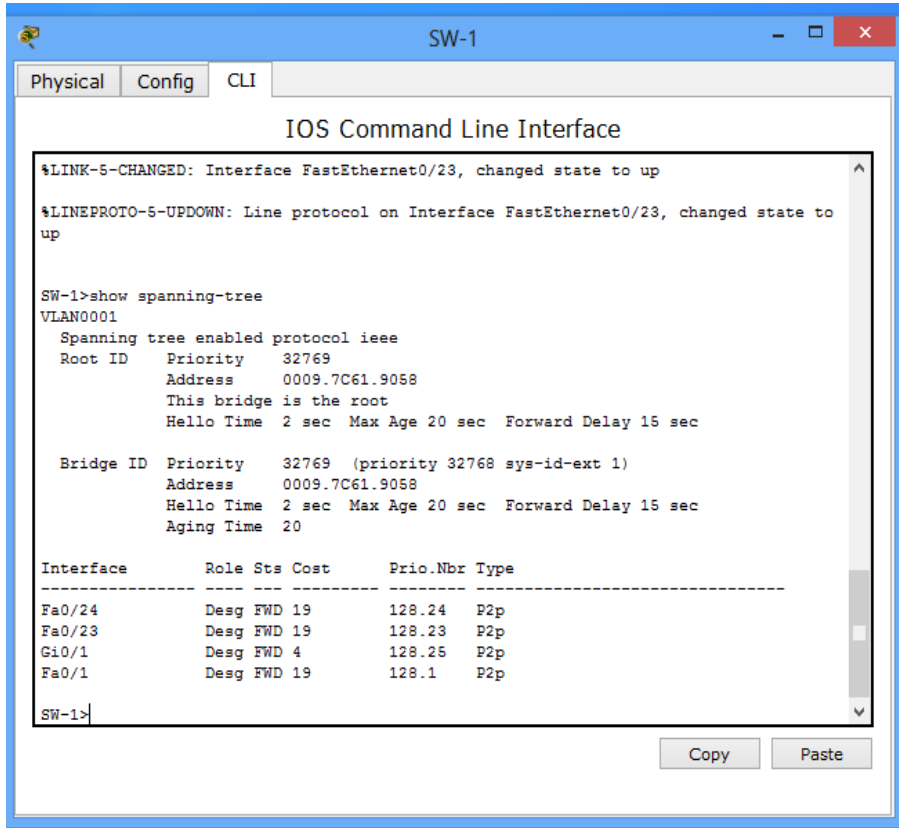 SW-1
Physical Config CLI
IOS Command Line Interface
%LINK-5-CHANGED: Interface FastEthernet0/23, changed state to up
%LINEPROTO-5-UPDOWN: Line protocol on Interface FastEthernet0/23, changed state to
up
SW-1>show spanning-tree
VLAN0001
  Spanning tree enabled protocol ieee
  Root ID    Priority    32769
             Address     0009.7C61.9058
             This bridge is the root
             Hello Time  2 sec  Max Age 20 sec  Forward Delay 15 sec
  Bridge ID  Priority    32769  (priority 32768 sys-id-ext 1)
             Address     0009.7C61.9058
             Hello Time  2 sec  Max Age 20 sec  Forward Delay 15 sec
             Aging Time  20
Interface        Role Sts Cost      Prio.Nbr Type
---------------- ---- --- --------- -------- --------------------------------
Fa0/24           Desg FWD 19        128.24   P2p
Fa0/23           Desg FWD 19        128.23   P2p
Gi0/1            Desg FWD 4         128.25   P2p
Fa0/1            Desg FWD 19        128.1    P2p
SW-1>
Copy Paste